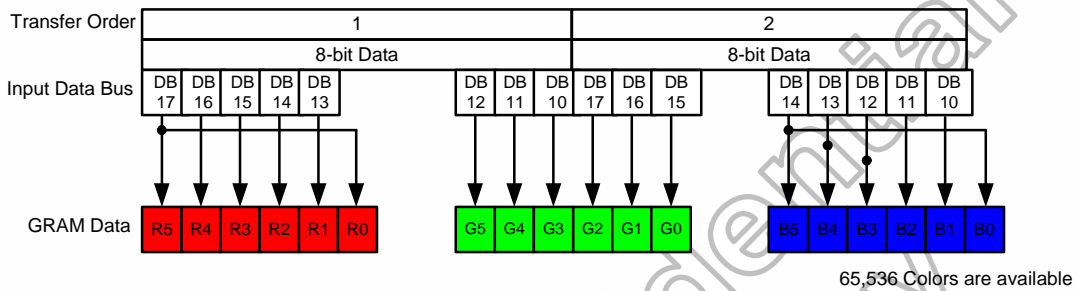 Transfer Order 1 2
8-bit Data 8-bit Data
Input Data Bus DB 17 DB 16 DB 15 DB 14 DB 13 DB 12 DB 11 DB 10 DB 17 DB 16 DB 15 DB 14 DB 13 DB 12 DB 11 DB 10
GRAM Data R5 R4 R3 R2 R1 R0 G5 G4 G3 G2 G1 G0 B5 B4 B3 B2 B1 B0
65,536 Colors are available